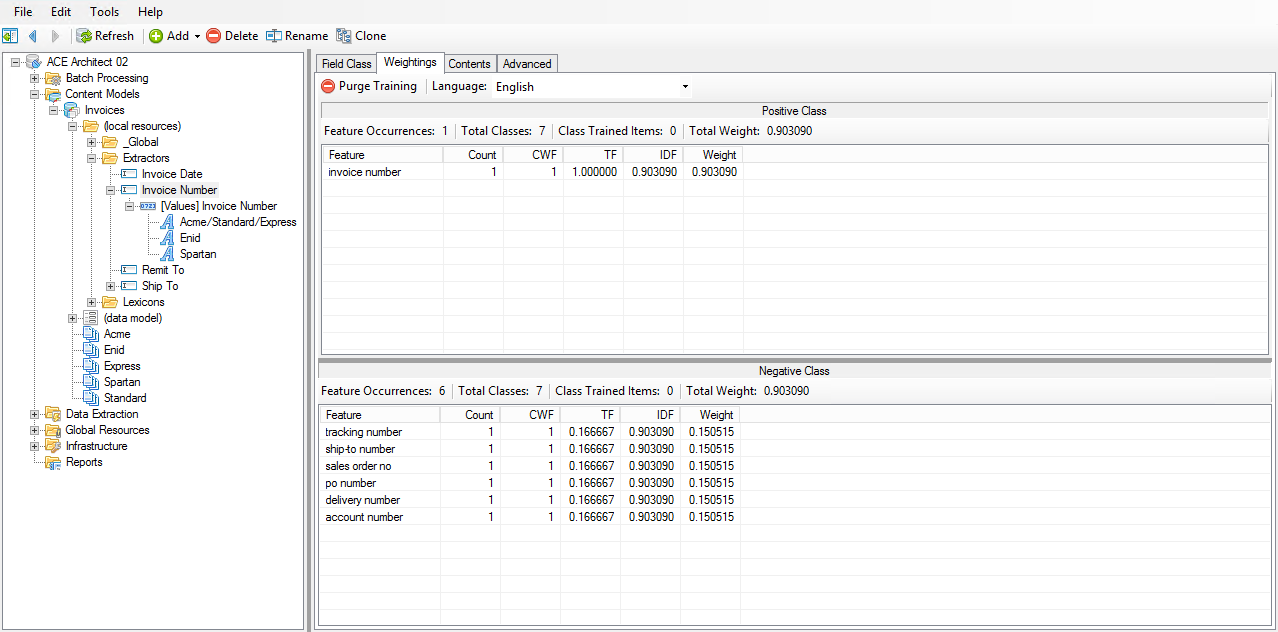 File Edit Tools Help
Refresh Add Delete Rename Clone
ACE Architect 02
Batch Processing
Content Models
Invoices
(local resources)
_Global
Extractors
Invoice Date
Invoice Number
0723 [Values] Invoice Number
Acme/Standard/Express
Enid
Spartan
Remit To
Ship To
Lexicons
(data model)
Acme
Enid
Express
Spartan
Standard
Data Extraction
Global Resources
Infrastructure
Reports
Field Class Weightings Contents Advanced
Purge Training Language: English
Positive Class
Feature Occurrences: 1 Total Classes: 7 Class Trained Items: 0 Total Weight: 0.903090
Feature Count CWF TF IDF Weight
invoice number 1 1 1.000000 0.903090 0.903090
Negative Class
Feature Occurrences: 6 Total Classes: 7 Class Trained Items: 0 Total Weight: 0.903090
Feature Count CWF TF IDF Weight
tracking number 1 1 0.166667 0.903090 0.150515
ship-to number 1 1 0.166667 0.903090 0.150515
sales order no 1 1 0.166667 0.903090 0.150515
po number 1 1 0.166667 0.903090 0.150515
delivery number 1 1 0.166667 0.903090 0.150515
account number 1 1 0.166667 0.903090 0.150515